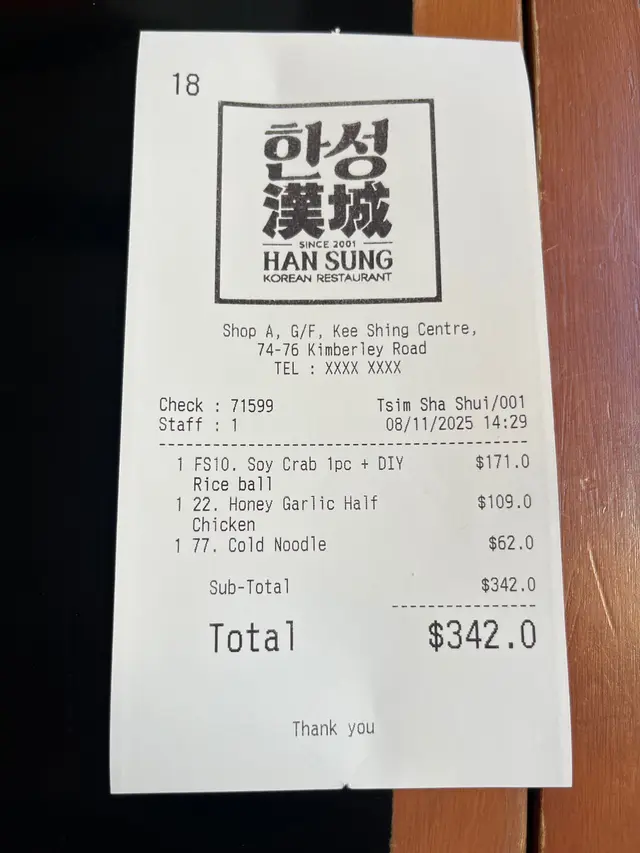 18
한성
漢城
SINCE 2001
HAN SUNG
KOREAN RESTAURANT
Shop A, G/F, Kee Shing Centre,
74-76 Kimberley Road
TEL : XXXX XXXX
Check : 71599 Tsim Sha Shui/001
Staff : 1 08/11/2025 14:29
1 FS10. Soy Crab 1pc + DIY $171.0
Rice ball
1 22. Honey Garlic Half $109.0
Chicken
1 77. Cold Noodle $62.0
Sub-Total $342.0
Total $342.0
Thank you